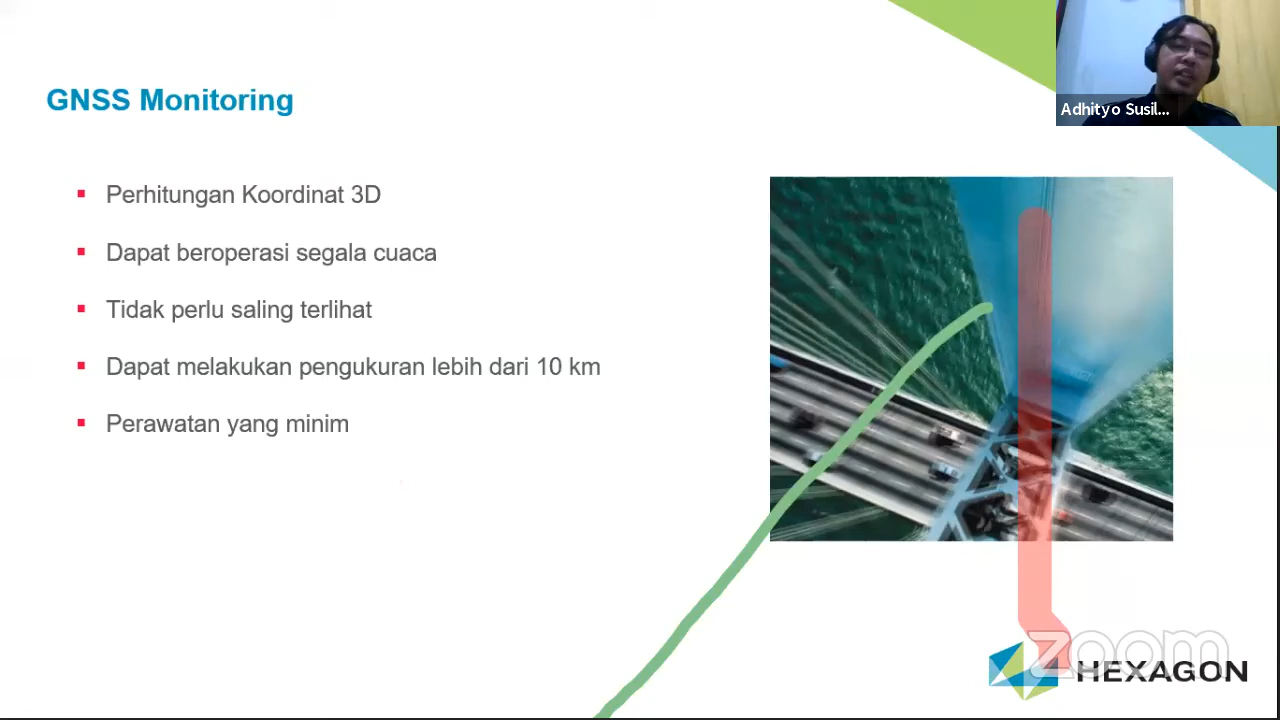 GNSS Monitoring
Adhityo Susil...
Perhitungan Koordinat 3D
Dapat beroperasi segala cuaca
Tidak perlu saling terlihat
Dapat melakukan pengukuran lebih dari 10 km
Perawatan yang minim
zoom
HEXAGON